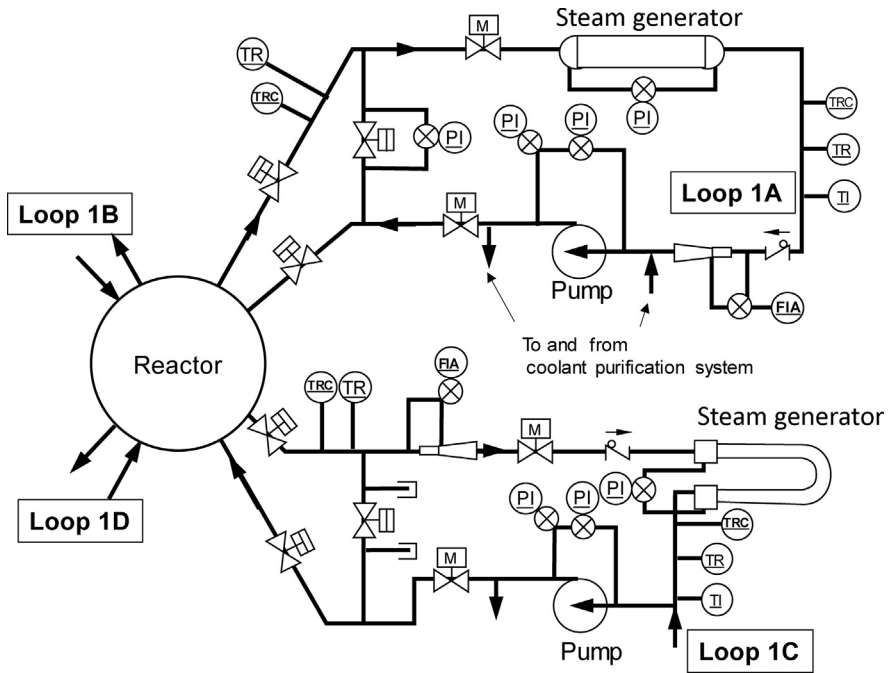 Steam generator
M
TR
TRC
PI
PI
PI
PI
TRC
TR
TI
Loop 1A
M
Loop 1B
Pump
FIA
To and from
coolant purification system
Reactor
FIA
TRC
TR
M
Steam generator
PI
PI
PI
TRC
TR
TI
M
Loop 1D
Pump
Loop 1C